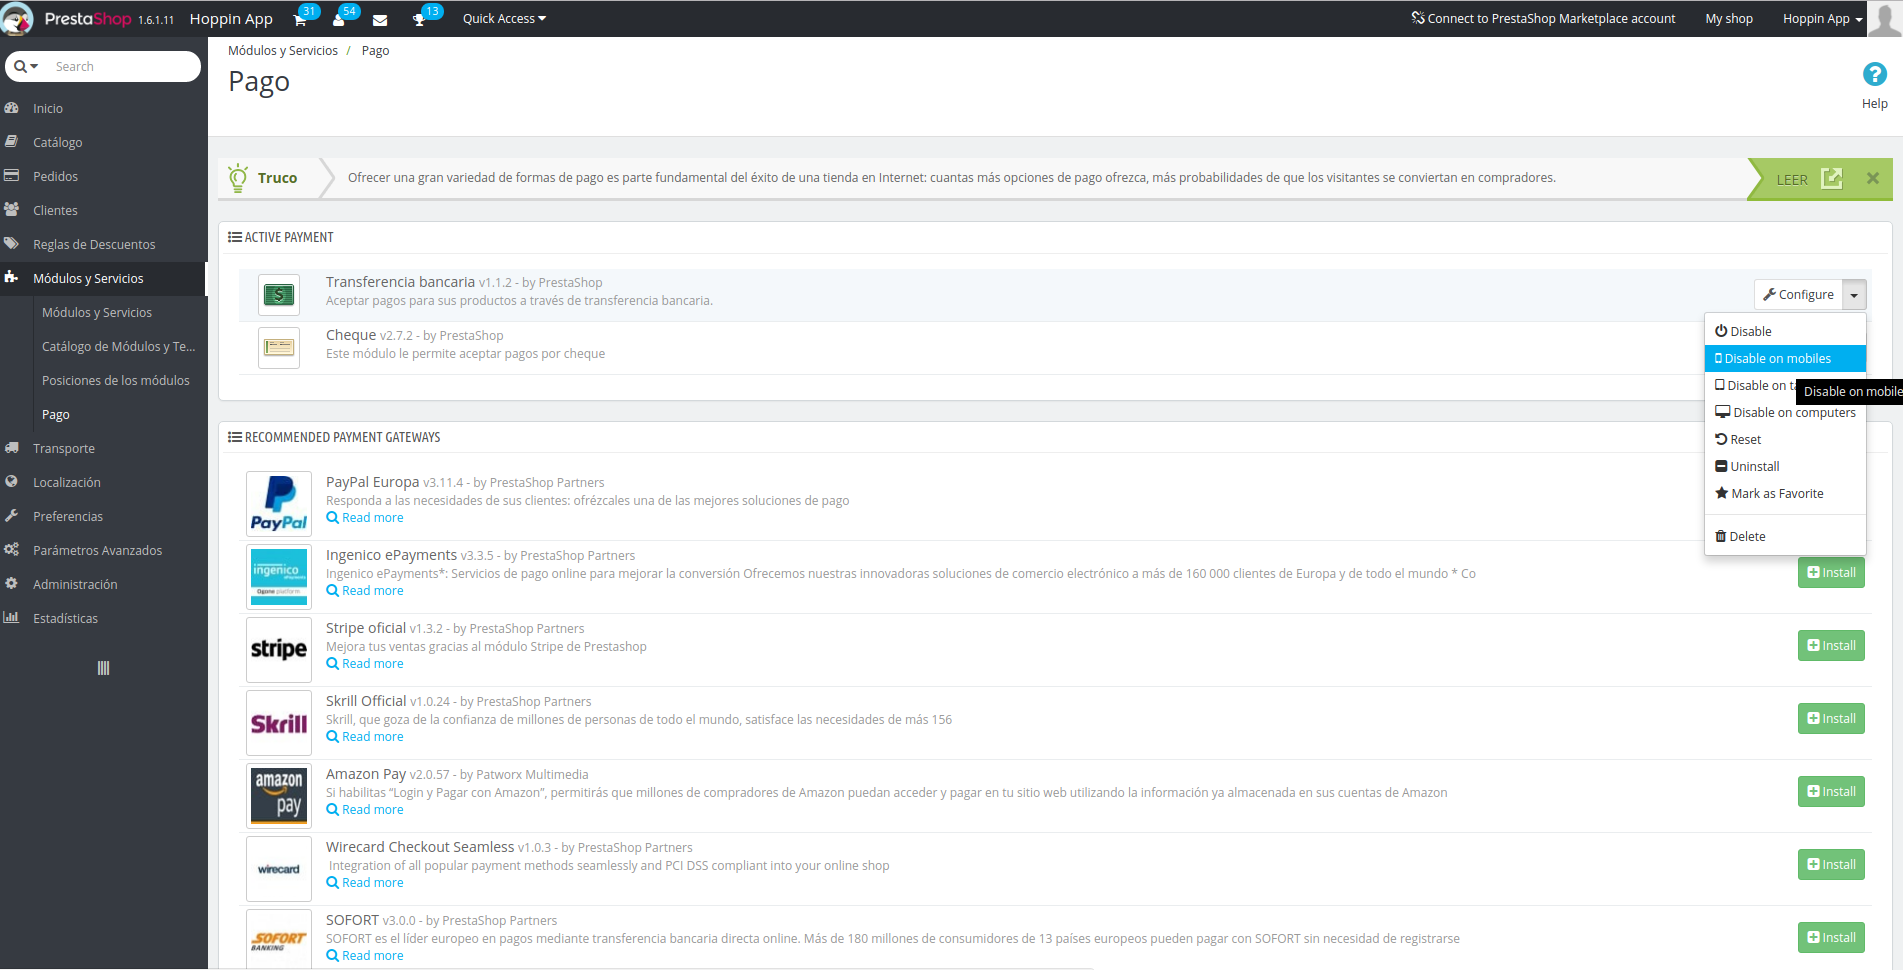 PrestaShop 1.6.1.11 Hoppin App 31 54 13 Quick Access Connect to PrestaShop Marketplace account My shop Hoppin App
Search
Inicio
Catálogo
Pedidos
Clientes
Reglas de Descuentos
Módulos y Servicios
Módulos y Servicios
Catálogo de Módulos y Te...
Posiciones de los módulos
Pago
Transporte
Localización
Preferencias
Parámetros Avanzados
Administración
Estadísticas
Módulos y Servicios / Pago
Pago
Help
Truco
Ofrecer una gran variedad de formas de pago es parte fundamental del éxito de una tienda en Internet: cuantas más opciones de pago ofrezca, más probabilidades de que los visitantes se conviertan en compradores.
LEER
ACTIVE PAYMENT
Transferencia bancaria v1.1.2 - by PrestaShop
Aceptar pagos para sus productos a través de transferencia bancaria.
Configure
Cheque v2.7.2 - by PrestaShop
Este módulo le permite aceptar pagos por cheque
Disable
Disable on mobiles
Disable on ta
Disable on mobile
Disable on computers
Reset
Uninstall
Mark as Favorite
Delete
RECOMMENDED PAYMENT GATEWAYS
PayPal
PayPal Europa v3.11.4 - by PrestaShop Partners
Responda a las necesidades de sus clientes: ofrézcales una de las mejores soluciones de pago
Read more
ingenico
ePayments
Ogone platform
Ingenico ePayments v3.3.5 - by PrestaShop Partners
Ingenico ePayments*: Servicios de pago online para mejorar la conversión Ofrecemos nuestras innovadoras soluciones de comercio electrónico a más de 160 000 clientes de Europa y de todo el mundo * Co
Read more
Install
stripe
Stripe oficial v1.3.2 - by PrestaShop Partners
Mejora tus ventas gracias al módulo Stripe de Prestashop
Read more
Install
Skrill
Skrill Official v1.0.24 - by PrestaShop Partners
Skrill, que goza de la confianza de millones de personas de todo el mundo, satisface las necesidades de más 156
Read more
Install
amazon
pay
Amazon Pay v2.0.57 - by Patworx Multimedia
Si habilitas “Login y Pagar con Amazon”, permitirás que millones de compradores de Amazon puedan acceder y pagar en tu sitio web utilizando la información ya almacenada en sus cuentas de Amazon
Read more
Install
wirecard
Wirecard Checkout Seamless v1.0.3 - by PrestaShop Partners
Integration of all popular payment methods seamlessly and PCI DSS compliant into your online shop
Read more
Install
SOFORT
BANKING
SOFORT v3.0.0 - by PrestaShop Partners
SOFORT es el líder europeo en pagos mediante transferencia bancaria directa online. Más de 180 millones de consumidores de 13 países europeos pueden pagar con SOFORT sin necesidad de registrarse
Read more
Install